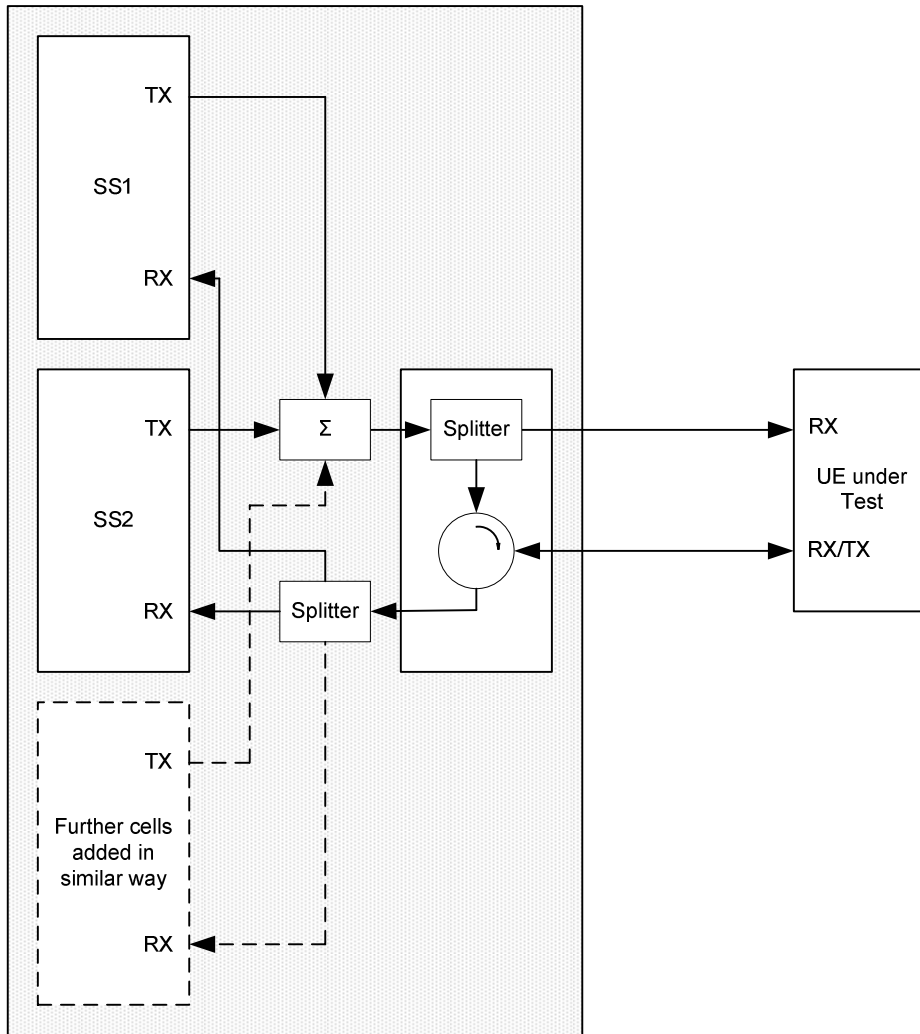 TX
SS1
RX
TX
Σ
Splitter
RX
UE under
Test
SS2
RX/TX
RX
Splitter
TX
Further cells
added in
similar way
RX